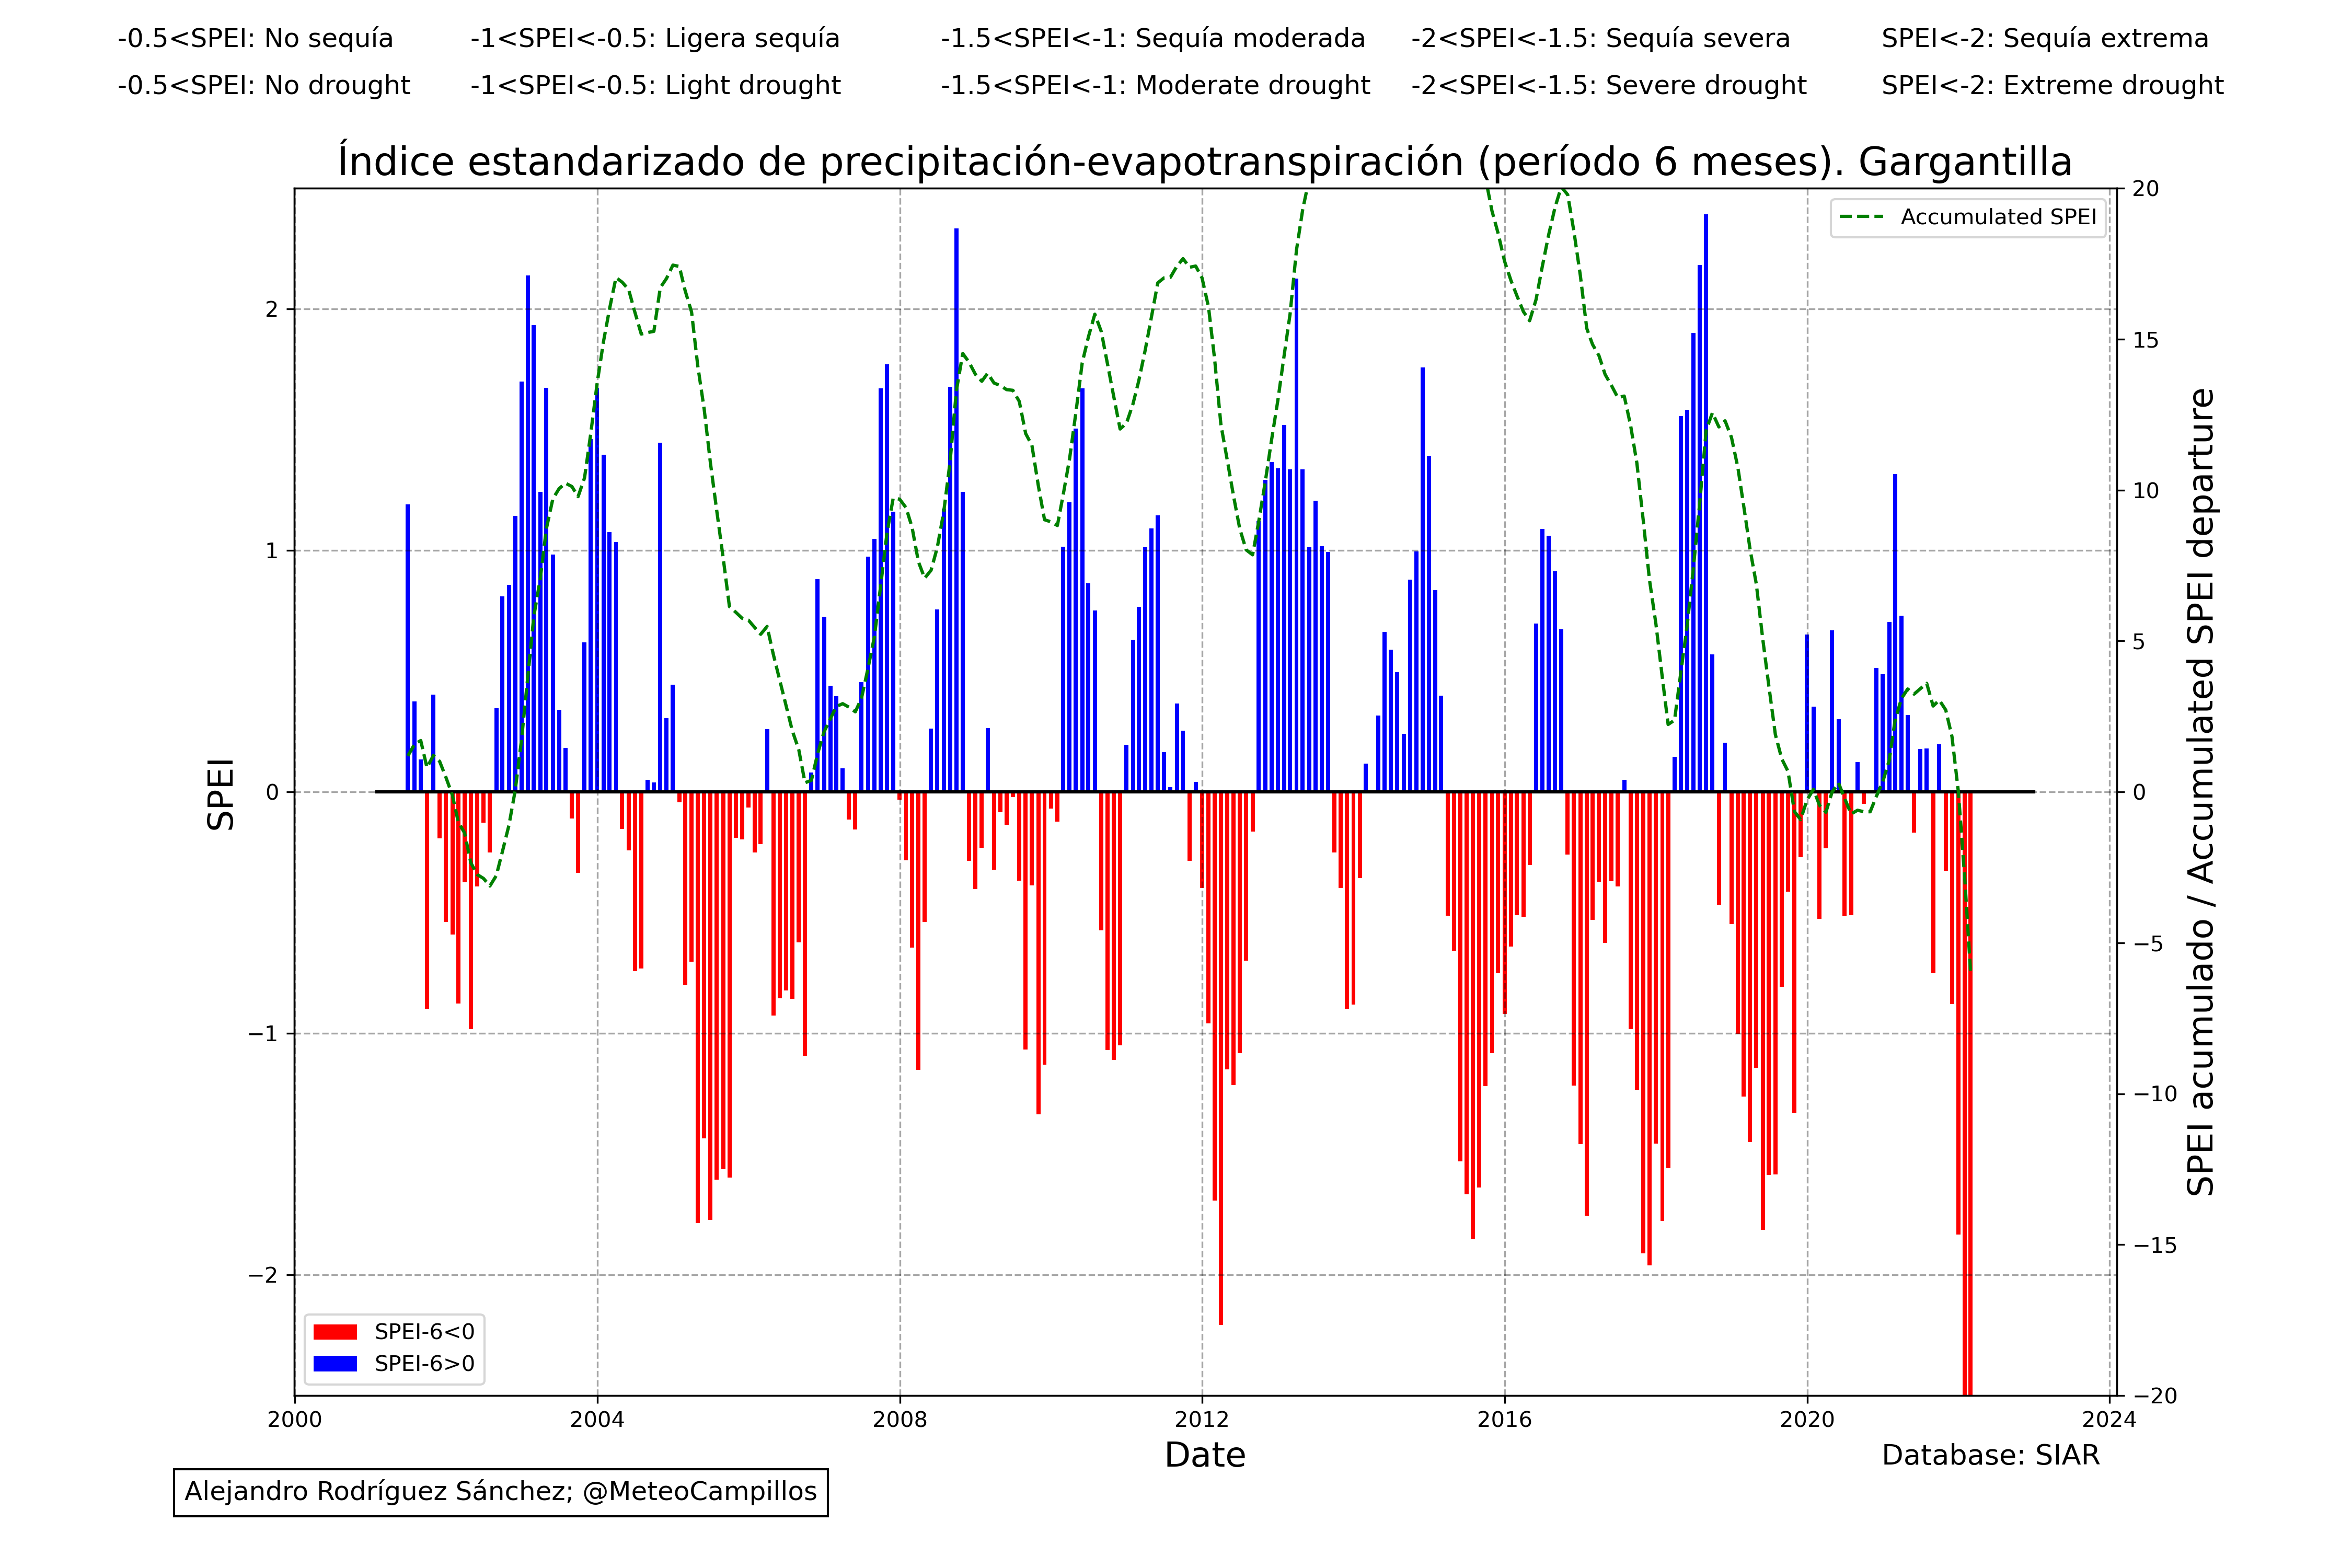 -0.5<SPEI: No sequía -1<SPEI<-0.5: Ligera sequía -1.5<SPEI<-1: Sequía moderada -2<SPEI<-1.5: Sequía severa SPEI<-2: Sequía extrema
-0.5<SPEI: No drought -1<SPEI<-0.5: Light drought -1.5<SPEI<-1: Moderate drought -2<SPEI<-1.5: Severe drought SPEI<-2: Extreme drought
Índice estandarizado de precipitación-evapotranspiración (período 6 meses). Gargantilla
Accumulated SPEI
SPEI
2
1
0
−1
−2
20
15
10
5
0
−5
−10
−15
−20
SPEI acumulado / Accumulated SPEI departure
SPEI-6<0
SPEI-6>0
2000 2004 2008 2012 2016 2020 2024
Date
Database: SIAR
Alejandro Rodríguez Sánchez; @MeteoCampillos